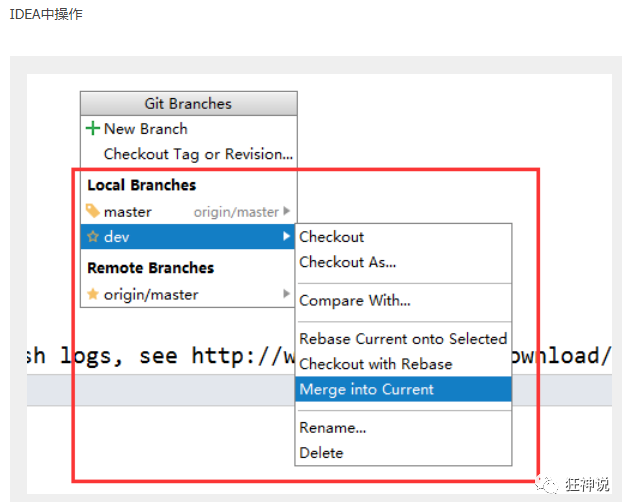 IDEA中操作
Git Branches
New Branch
Checkout Tag or Revision...
Local Branches
master origin/master
dev
Remote Branches
origin/master
Checkout
Checkout As...
Compare With...
Rebase Current onto Selected
Checkout with Rebase
Merge into Current
Rename...
Delete
sh logs, see http://w ownload/
狂神说